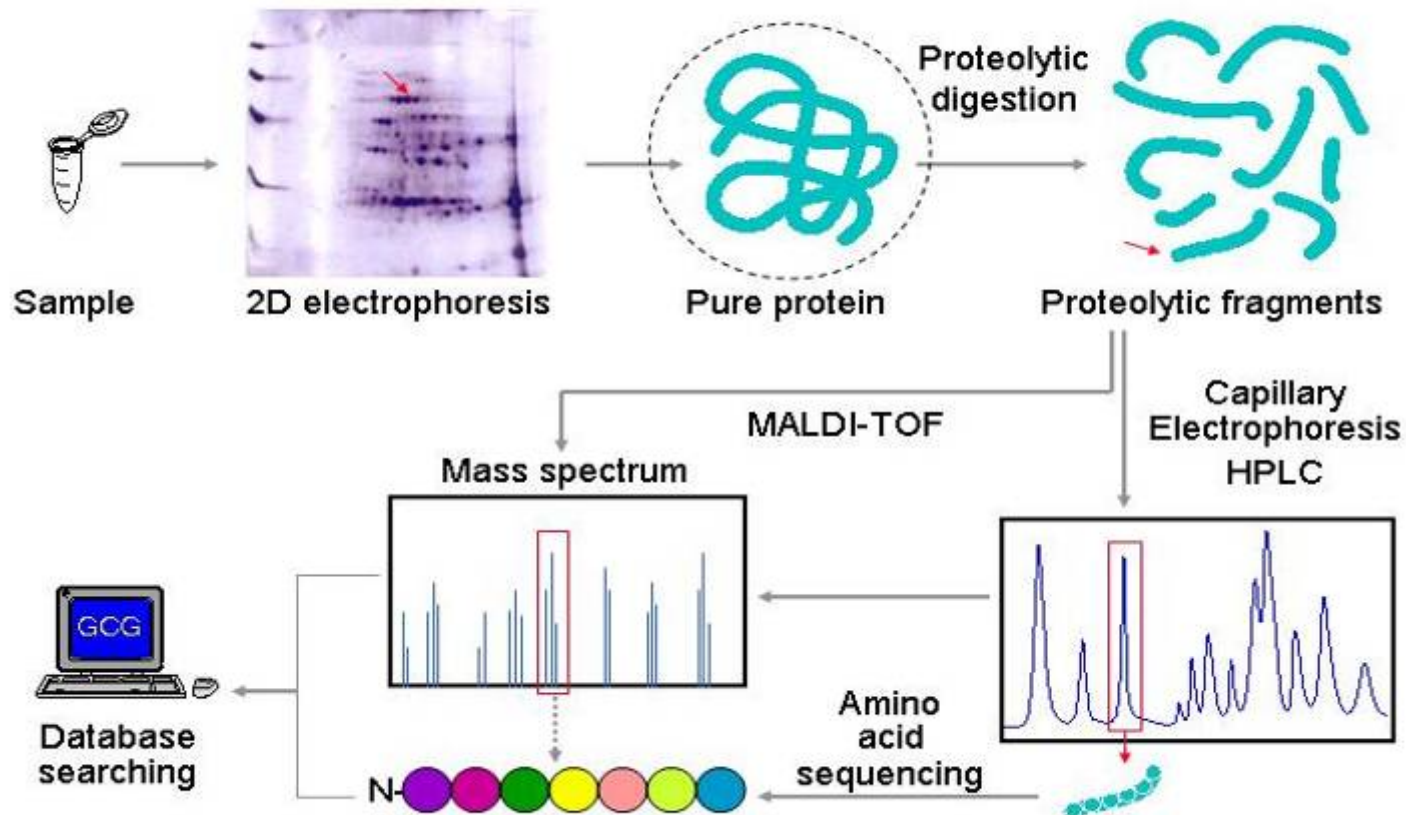 Proteolytic
digestion
Sample
2D electrophoresis
Pure protein
Proteolytic fragments
MALDI-TOF
Capillary
Electrophoresis
HPLC
Mass spectrum
GCG
Database
searching
Amino
acid
sequencing
N-